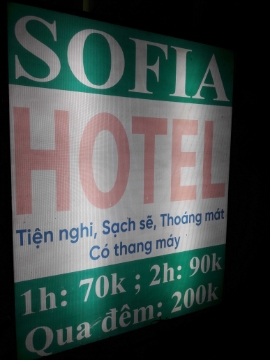 SOFIA
HOTEL
Tiện nghi, Sạch sẽ, Thoáng mát
Có thang máy
1h: 70k ; 2h: 90k
Qua đêm: 200k